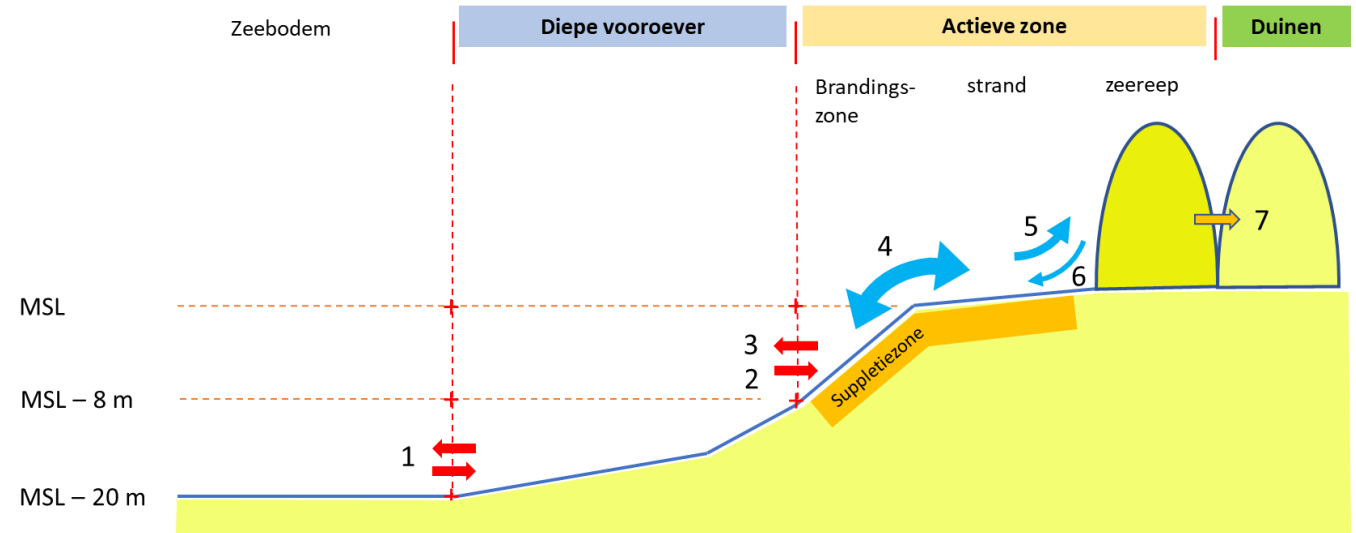 Zeebodem
Diepe vooroever
Actieve zone
Duinen
Brandings-
zone
strand
zeereep
4
5
6
7
MSL
3
2
Suppletiezone
MSL – 8 m
1
MSL – 20 m